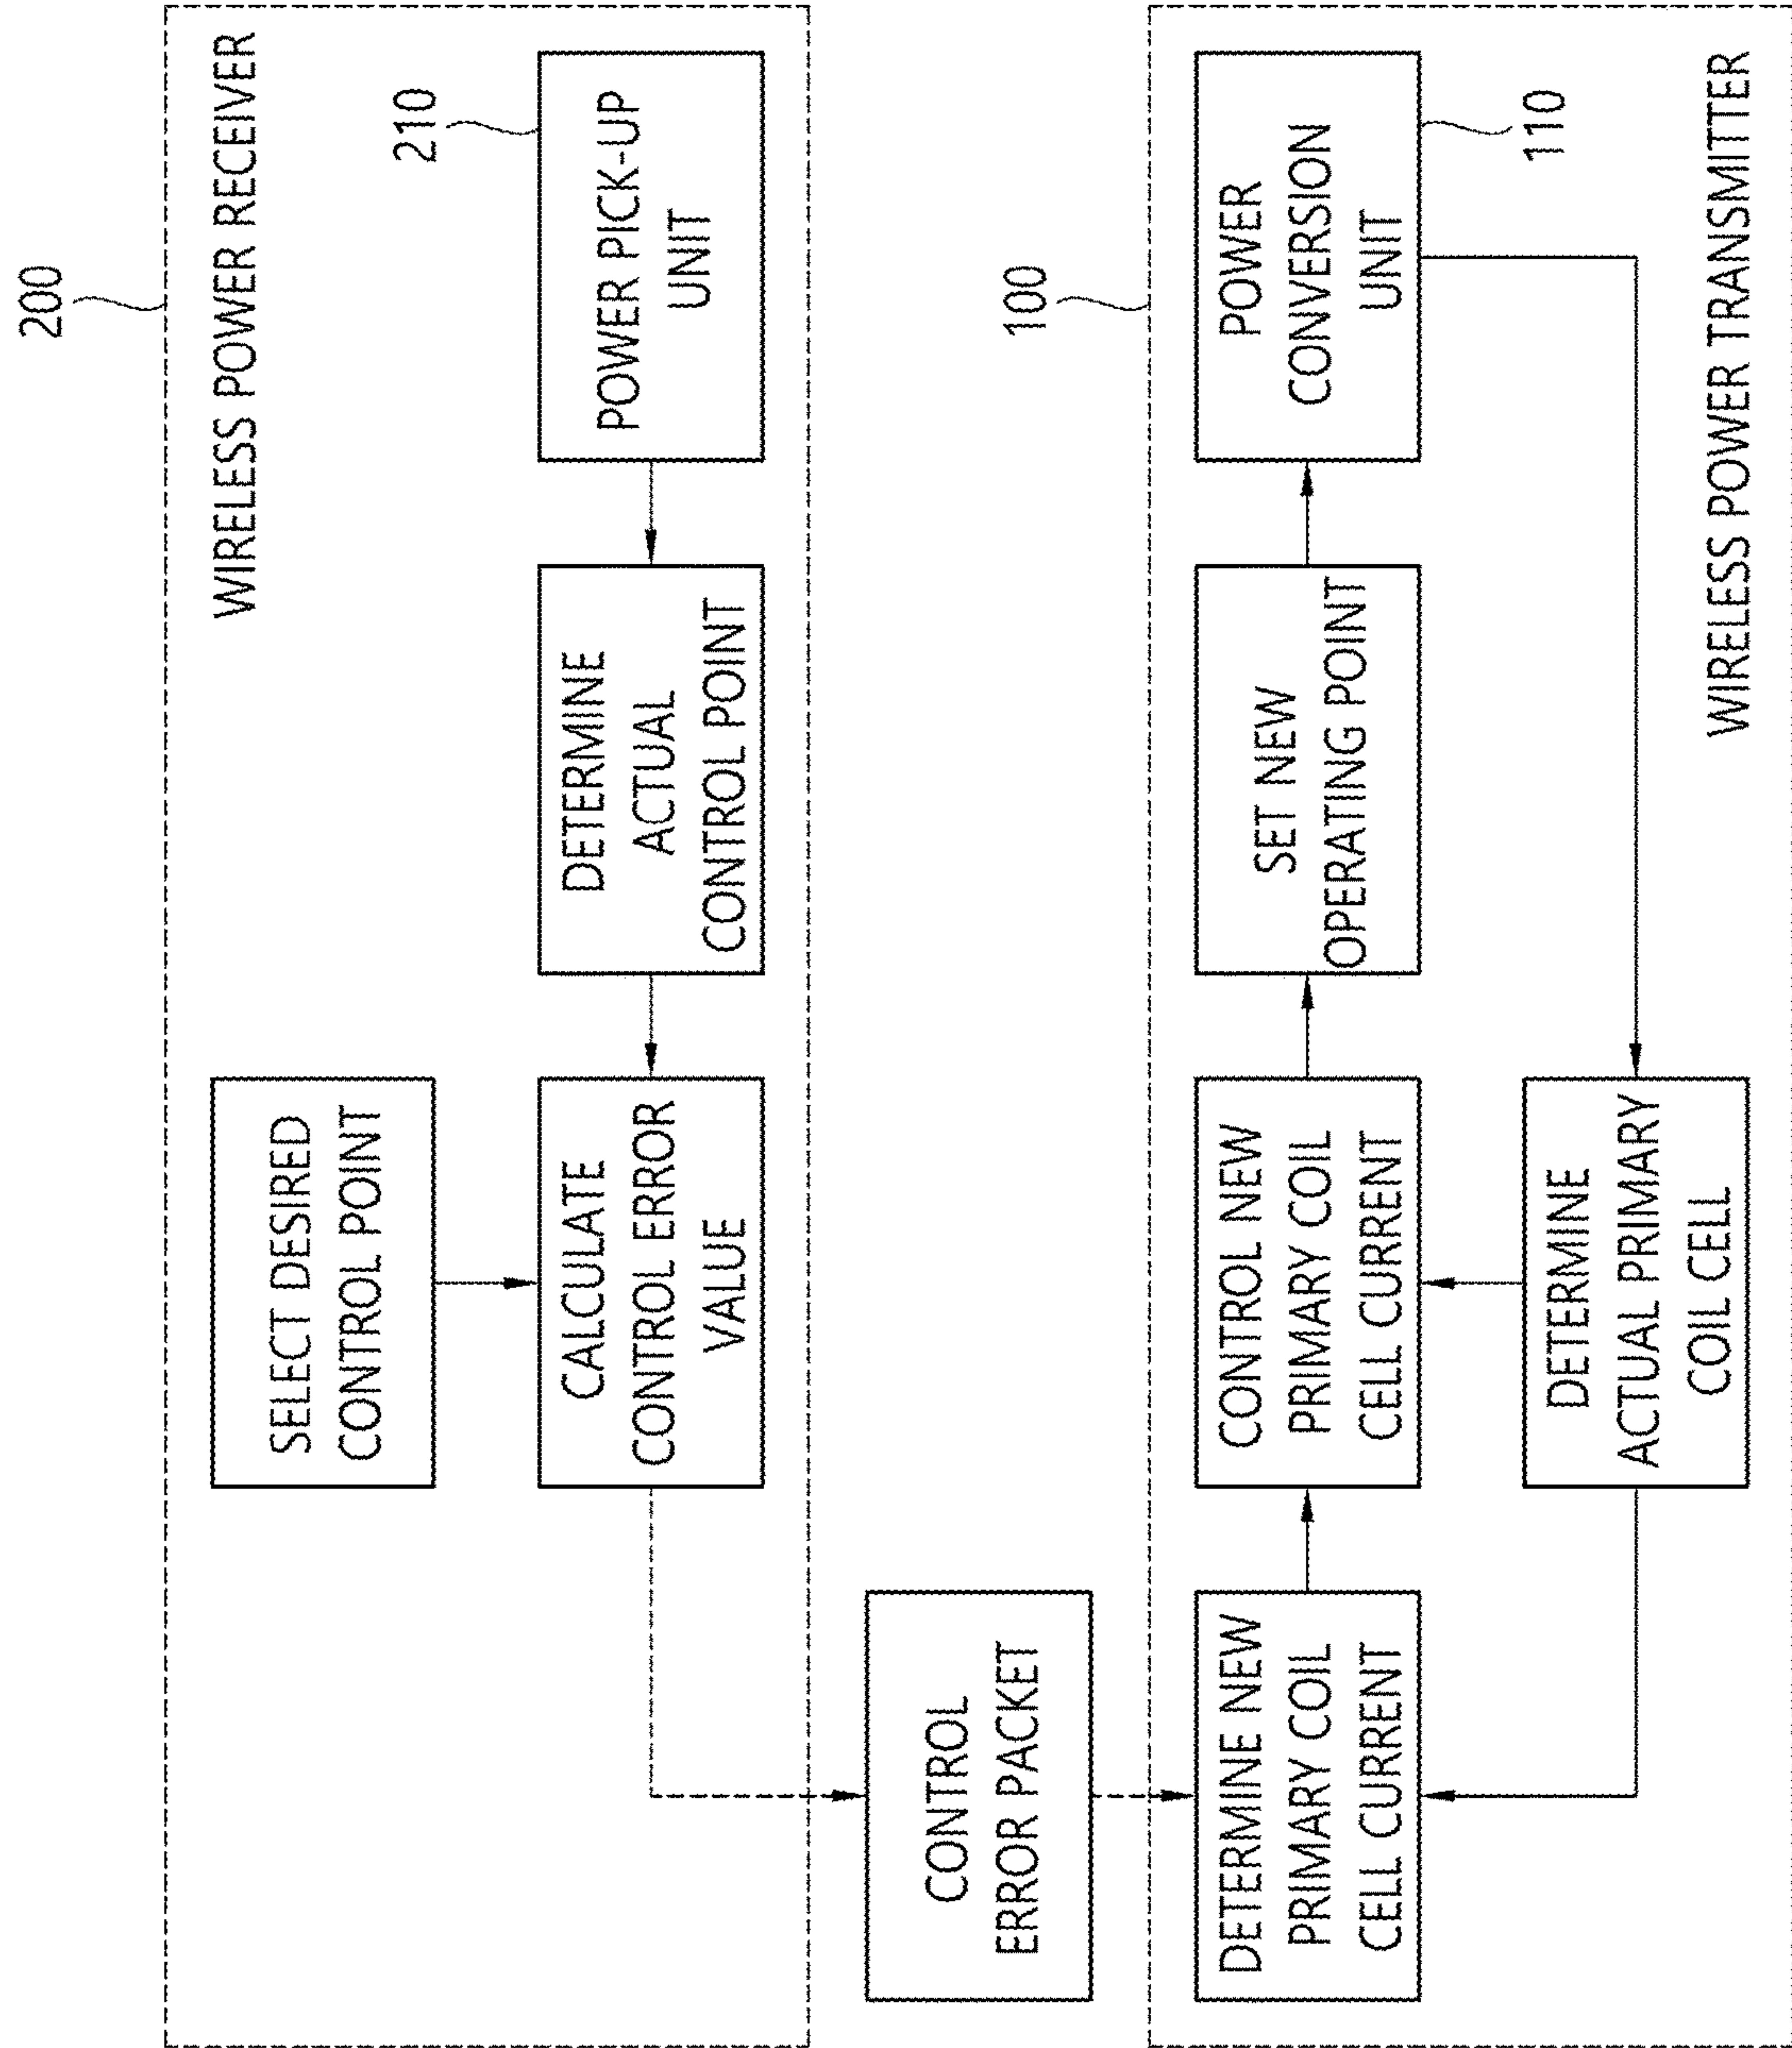 200
WIRELESS POWER RECEIVER
SELECT DESIRED
CONTROL POINT
210
CALCULATE
CONTROL ERROR
VALUE
DETERMINE
ACTUAL
CONTROL POINT
POWER PICK-UP
UNIT
CONTROL
ERROR PACKET
100
DETERMINE NEW
PRIMARY COIL
CELL CURRENT
CONTROL NEW
PRIMARY COIL
CELL CURRENT
SET NEW
OPERATING POINT
POWER
CONVERSION
UNIT
110
DETERMINE
ACTUAL PRIMARY
COIL CELL
WIRELESS POWER TRANSMITTER